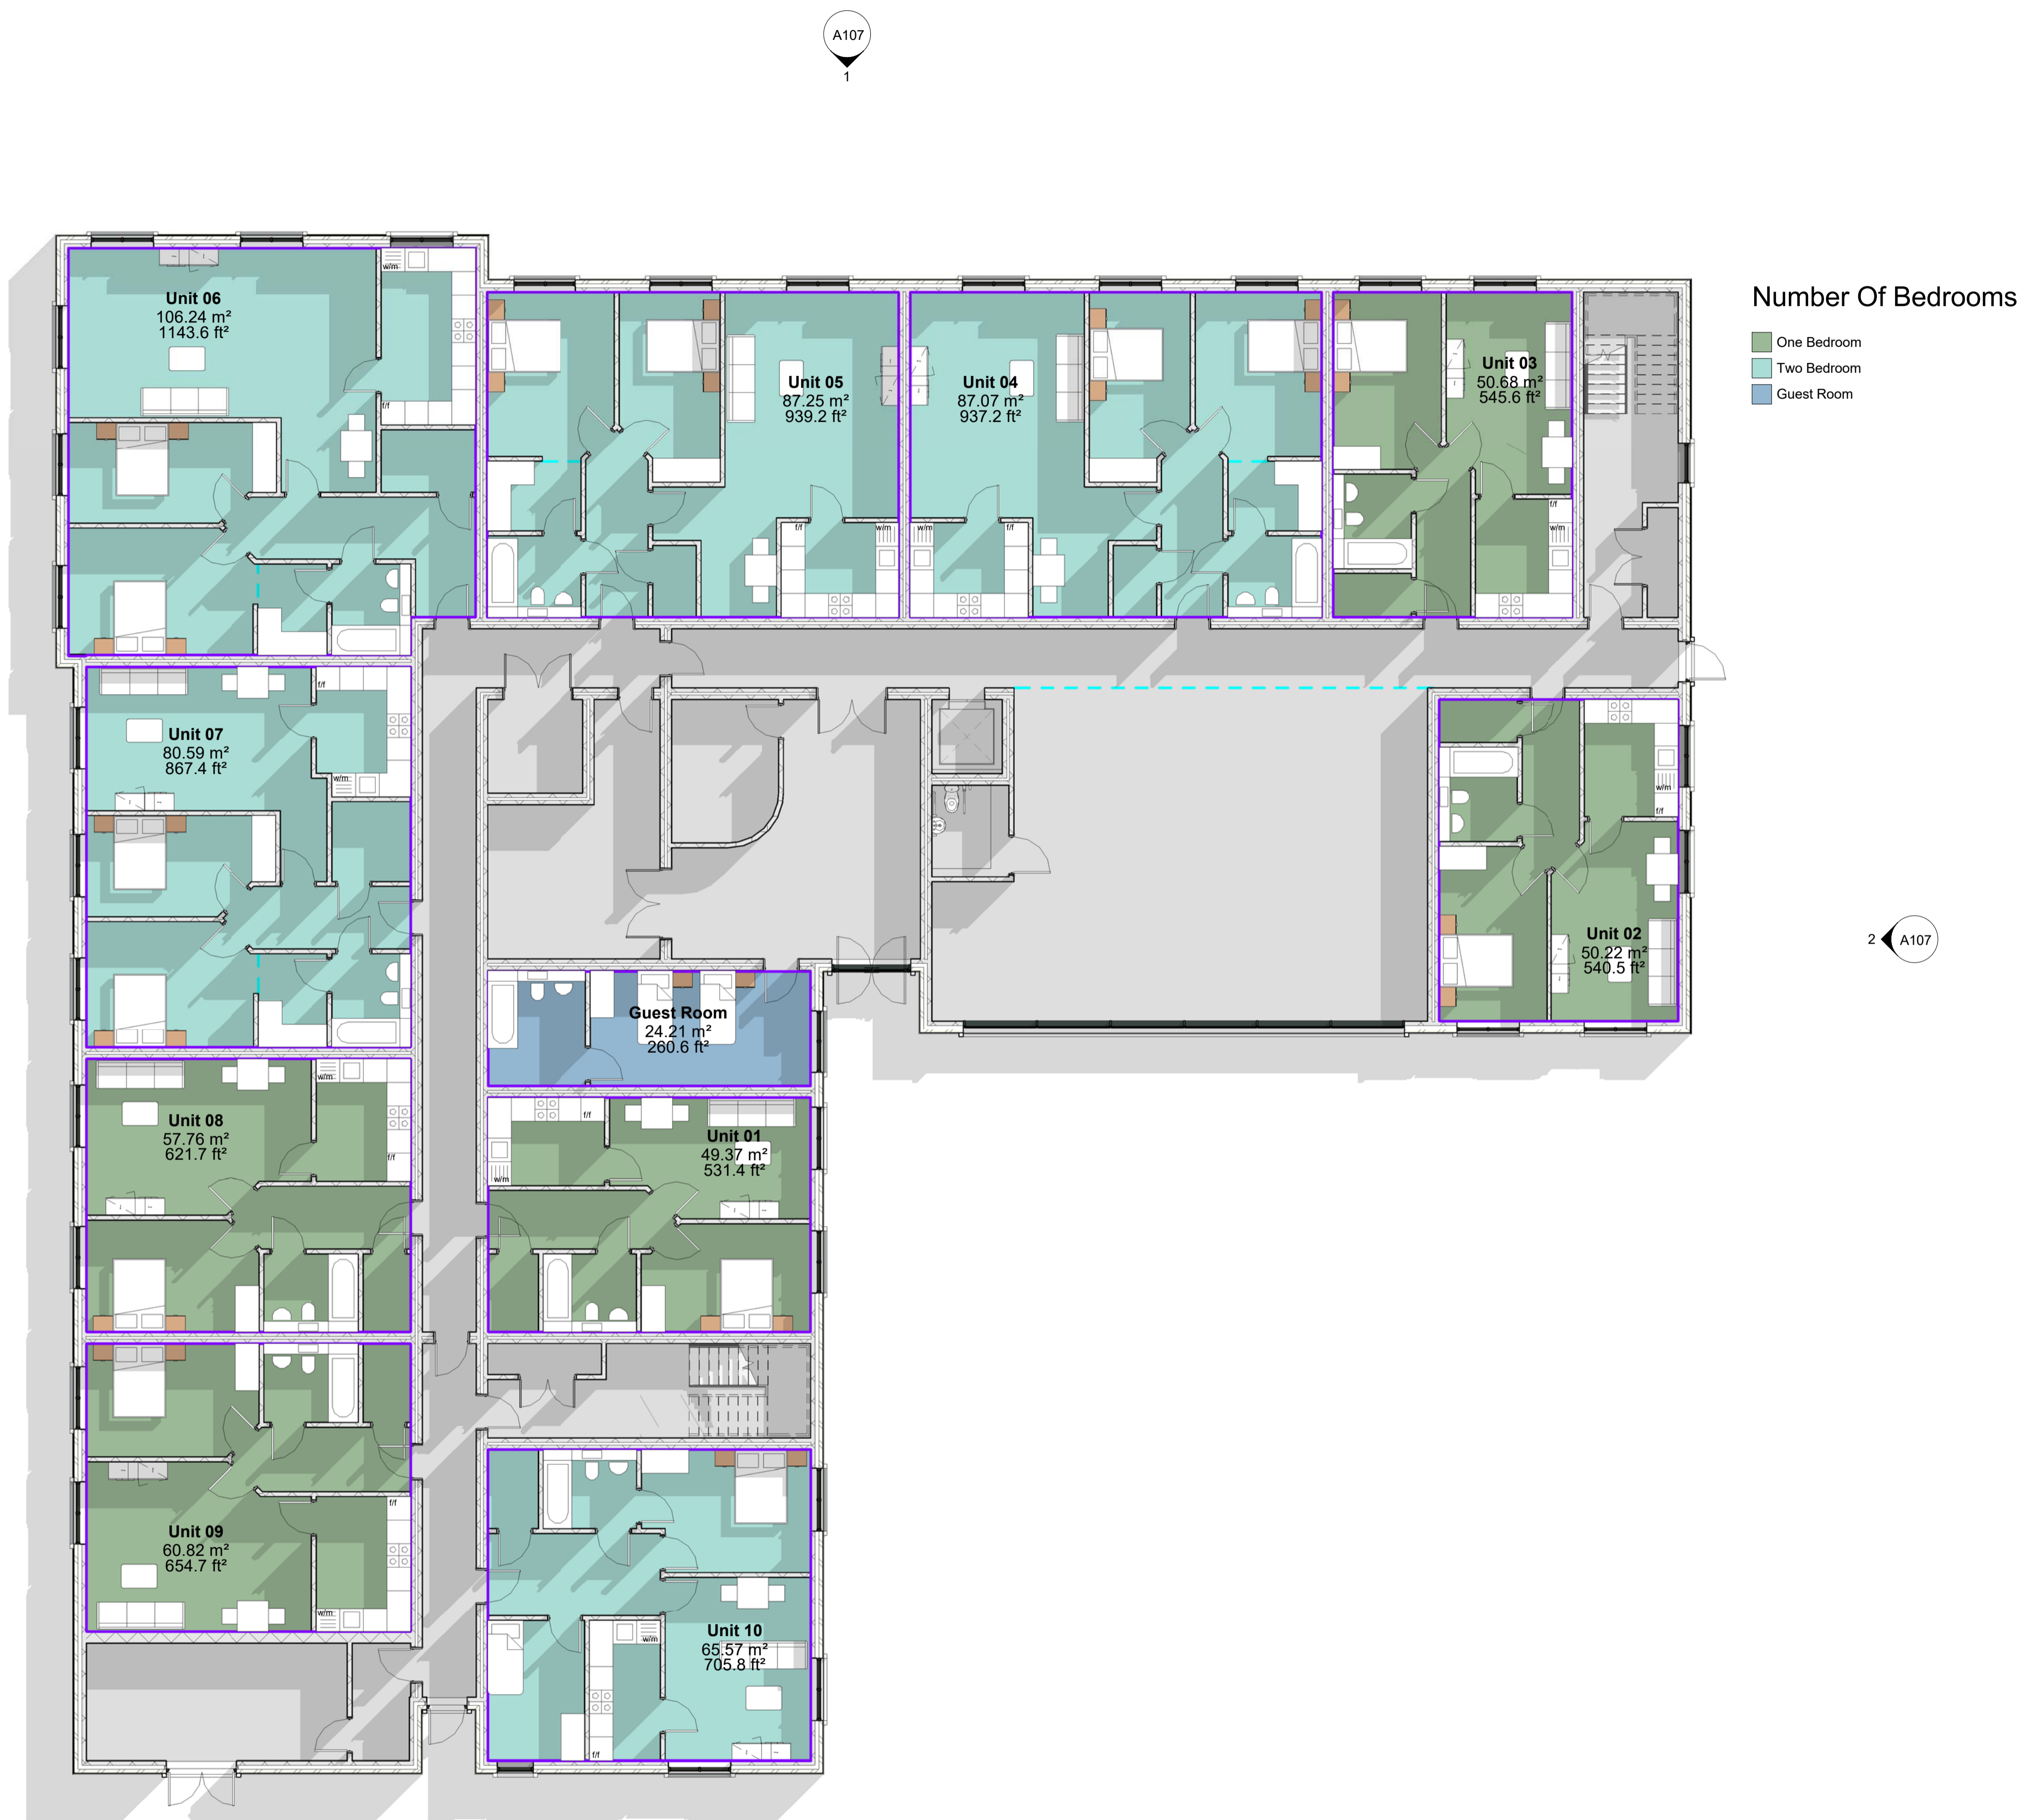 A107
1
Number Of Bedrooms
One Bedroom
Two Bedroom
Guest Room
Unit 06
106.24 m²
1143.6 ft²
w/m
f/f
Unit 05
87.25 m²
939.2 ft²
f/f
w/m
Unit 04
87.07 m²
937.2 ft²
w/m
f/f
Unit 03
50.68 m²
545.6 ft²
f/f
w/m
Unit 07
80.59 m²
867.4 ft²
f/f
w/m
Unit 02
50.22 m²
540.5 ft²
w/m
f/f
2
A107
Guest Room
24.21 m²
260.6 ft²
Unit 08
57.76 m²
621.7 ft²
w/m
f/f
Unit 01
49.37 m²
531.4 ft²
f/f
w/m
Unit 09
60.82 m²
654.7 ft²
f/f
w/m
Unit 10
65.57 m²
705.8 ft²
w/m
f/f